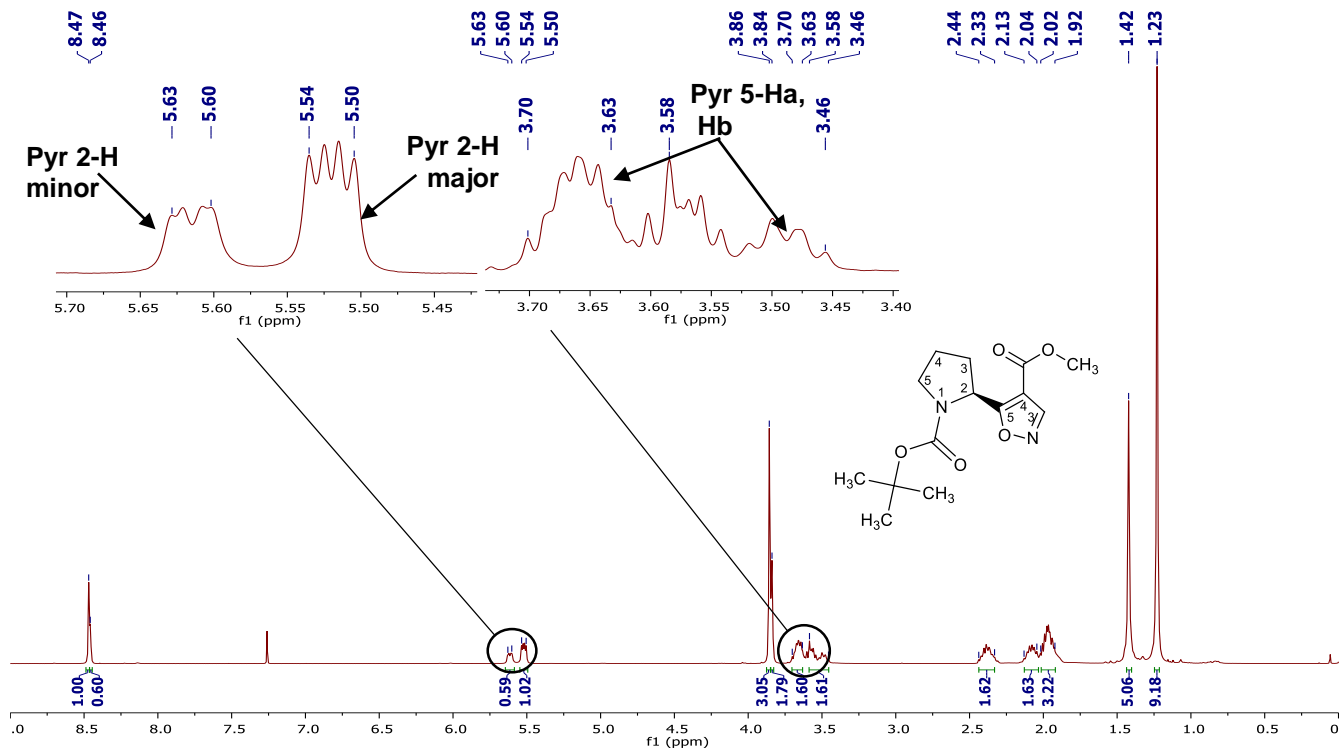 8.47
8.46
5.63
5.60
5.54
5.50
3.86
3.84
3.70
3.63
3.58
3.46
2.44
2.33
2.13
2.04
2.02
1.92
1.42
1.23
5.63
5.60
5.54
5.50
3.70
3.63
3.58
3.46
Pyr 2-H
minor
Pyr 2-H
major
Pyr 5-Ha,
Hb
5.70 5.65 5.60 5.55 5.50 5.45
f1 (ppm)
3.70 3.65 3.60 3.55 3.50 3.45 3.40
f1 (ppm)
O
O
CH3
4
3
5
2
N
1
4
5
3
O
N
O
O
H3C
CH3
H3C
1.00
0.60
0.59
1.02
3.05
1.79
1.60
1.61
1.62
1.63
3.22
5.06
9.18
.0 8.5 8.0 7.5 7.0 6.5 6.0 5.5 5.0 4.5 4.0 3.5 3.0 2.5 2.0 1.5 1.0 0.5 0
f1 (ppm)